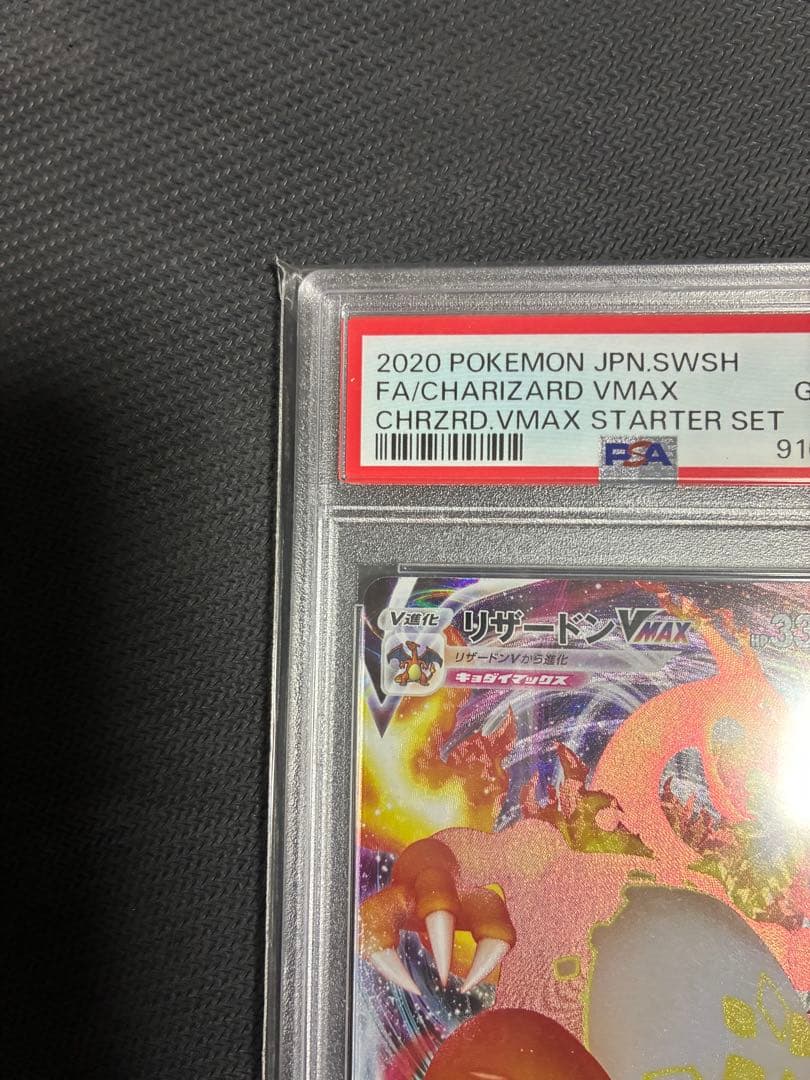 2020 POKEMON JPN.SWSH
FA/CHARIZARD VMAX
CHRZRD.VMAX STARTER SET
PSA
V進化
リザードンVMAX
リザードンVから進化
キョダイマックス
HP